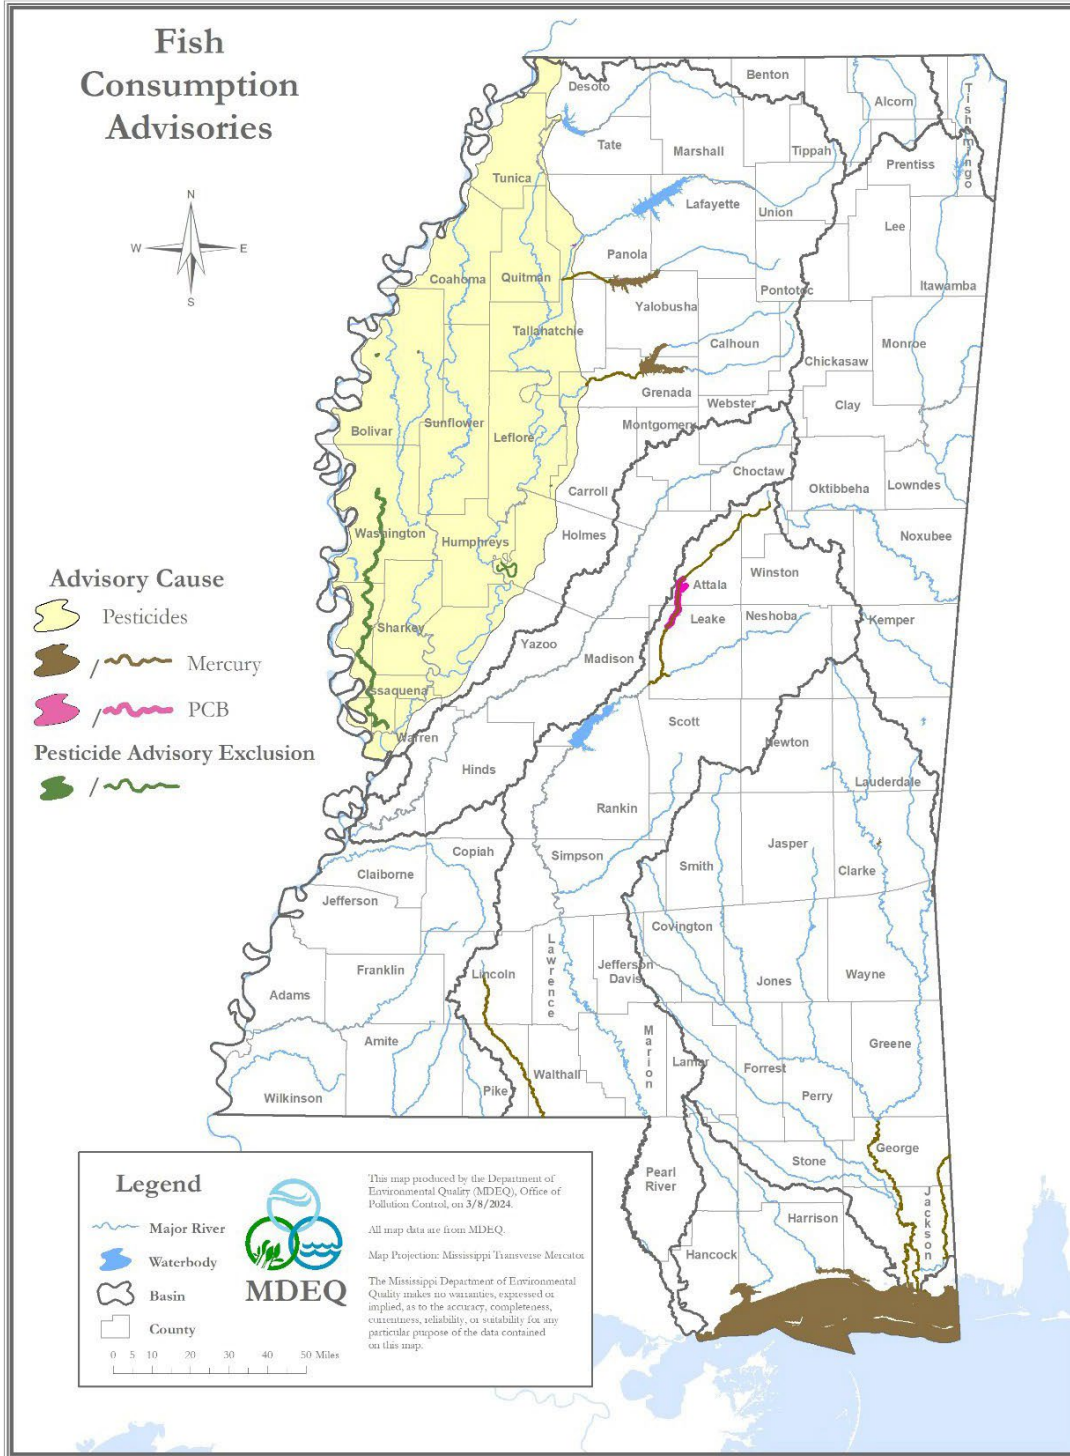 Fish
Consumption
Advisories
N
W
E
S
Benton
Desoto
Alcorn
Tishomingo
Tate
Marshall
Tippah
Prentiss
Tunica
Lafayette
Union
Lee
Panola
Coahoma
Quitman
Pontotoc
Itawamba
Yalobusha
Tallahatchie
Calhoun
Monroe
Chickasaw
Grenada
Webster
Clay
Bolivar
Sunflower
Leflore
Montgomery
Choctaw
Carroll
Oktibbeha
Lowndes
Washington
Humphreys
Holmes
Noxubee
Attala
Winston
Sharkey
Leake
Neshoba
Kemper
Yazoo
Madison
Issaquena
Warren
Scott
Newton
Hinds
Lauderdale
Rankin
Copiah
Simpson
Smith
Jasper
Clarke
Claiborne
Jefferson
Covington
Lawrence
Jefferson
Davis
Franklin
Lincoln
Jones
Wayne
Adams
Amite
Marion
Greene
Walthall
Lamar
Forrest
Wilkinson
Pike
Perry
George
Stone
Pearl
River
Jackson
Harrison
Hancock
Advisory Cause
Pesticides
/ Mercury
/ PCB
Pesticide Advisory Exclusion
/
Legend
Major River
Waterbody
Basin
County
0 5 10 20 30 40 50 Miles
MDEQ
This map produced by the Department of
Environmental Quality (MDEQ), Office of
Pollution Control, on 3/8/2024.
All map data are from MDEQ.
Map Projection: Mississippi Transverse Mercator
The Mississippi Department of Environmental
Quality makes no warranties, expressed or
implied, as to the accuracy, completeness,
currentness, reliability, or suitability for any
particular purpose of the data contained
on this map.